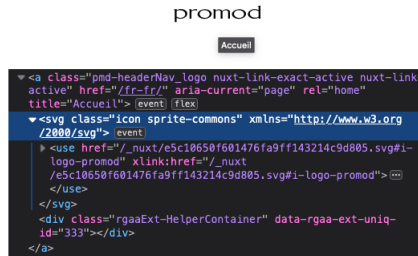 promod
Accueil
<a class="pmd-headerNav_logo nuxt-link-exact-active nuxt-link
active" href="/fr-fr/" aria-current="page" rel="home"
title="Accueil"> event flex
<svg class="icon sprite-commons" xmlns="http://www.w3.org
/2000/svg"> event
<use href="/_nuxt/e5c10650f601476fa9ff143214c9d805.svg#i-
logo-promod" xlink:href="/_nuxt
/e5c10650f601476fa9ff143214c9d805.svg#i-logo-promod">
</use>
</svg>
<div class="rgaaExt-HelperContainer" data-rgaa-ext-uniq-
id="333"></div>
</a>